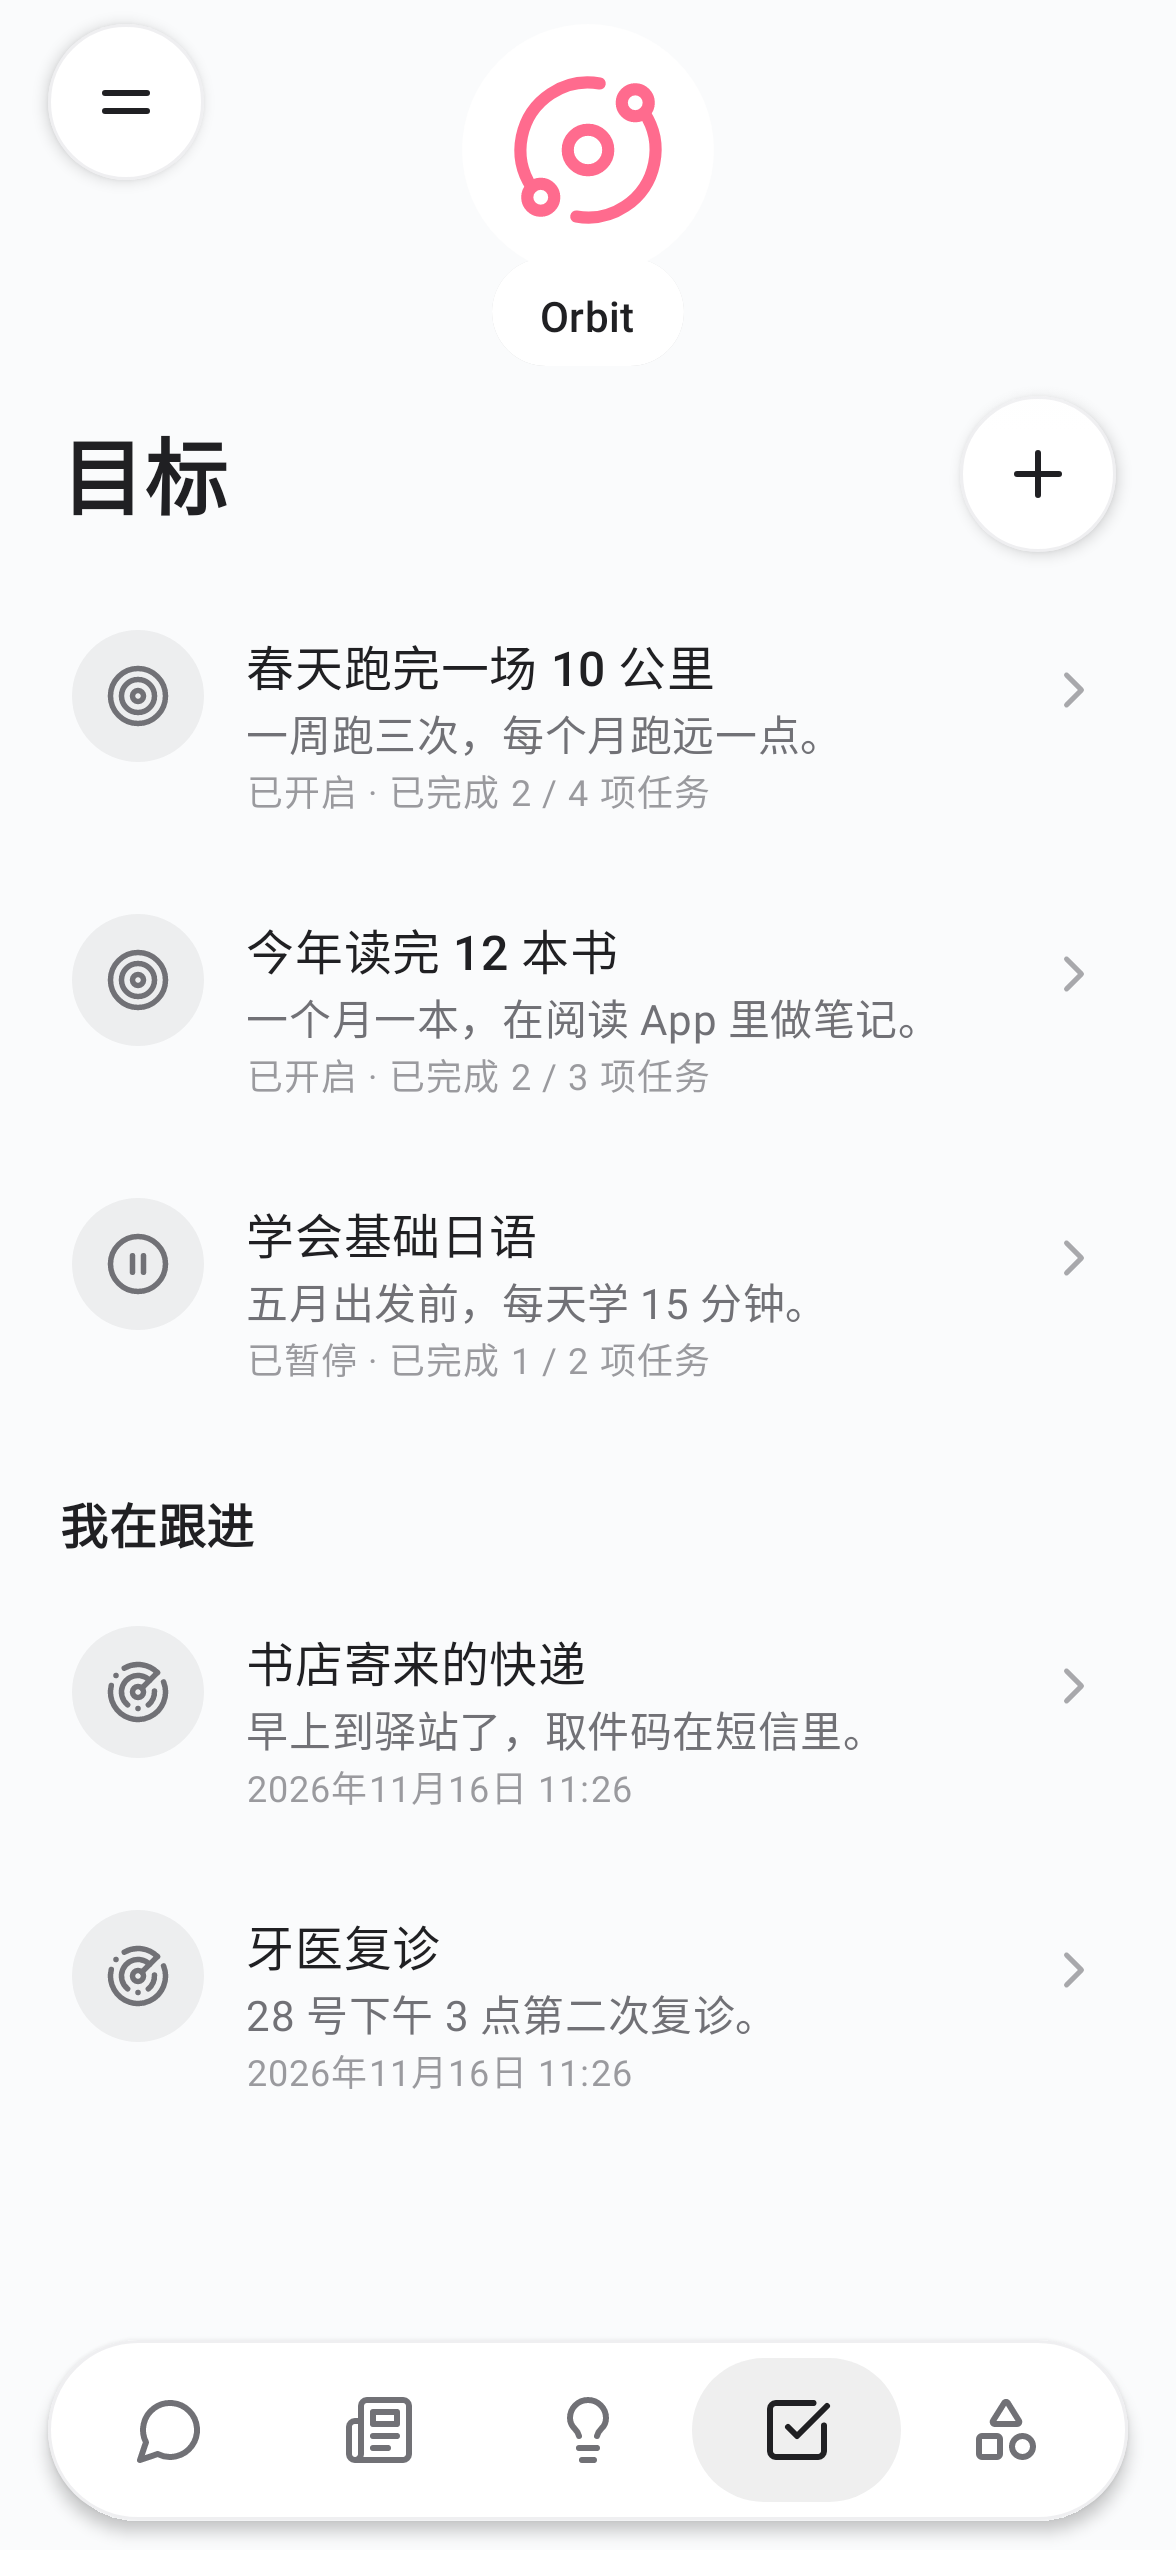 Orbit
目标
春天跑完一场 10 公里
一周跑三次，每个月跑远一点。
已开启 · 已完成 2 / 4 项任务
今年读完 12 本书
一个月一本，在阅读 App 里做笔记。
已开启 · 已完成 2 / 3 项任务
学会基础日语
五月出发前，每天学 15 分钟。
已暂停 · 已完成 1 / 2 项任务
我在跟进
书店寄来的快递
早上到驿站了，取件码在短信里。
2026年11月16日 11:26
牙医复诊
28 号下午 3 点第二次复诊。
2026年11月16日 11:26